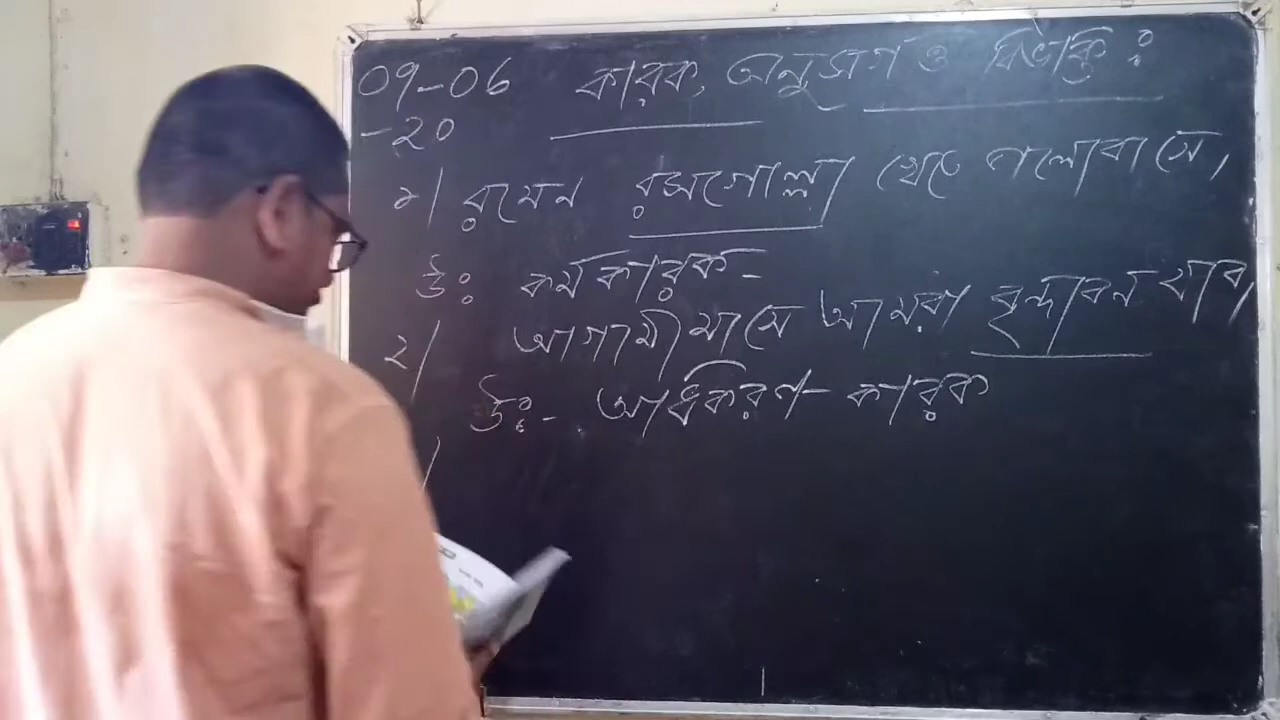 09-06 কারক, অনুসর্গ ও বিভক্তি ঃ
-20
১| রমেন রসগোল্লা খেতে ভালোবাসে,
উঃ কর্মকারক-
২| আগামী মাসে আমরা বৃন্দাবন যাব,
উঃ- অধিকরণ- কারক